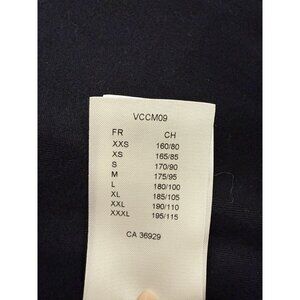 VCCM09
FR CH
XXS 160/80
XS 165/85
S 170/90
M 175/95
L 180/100
XL 185/105
XXL 190/110
XXXL 195/115
CA 36929